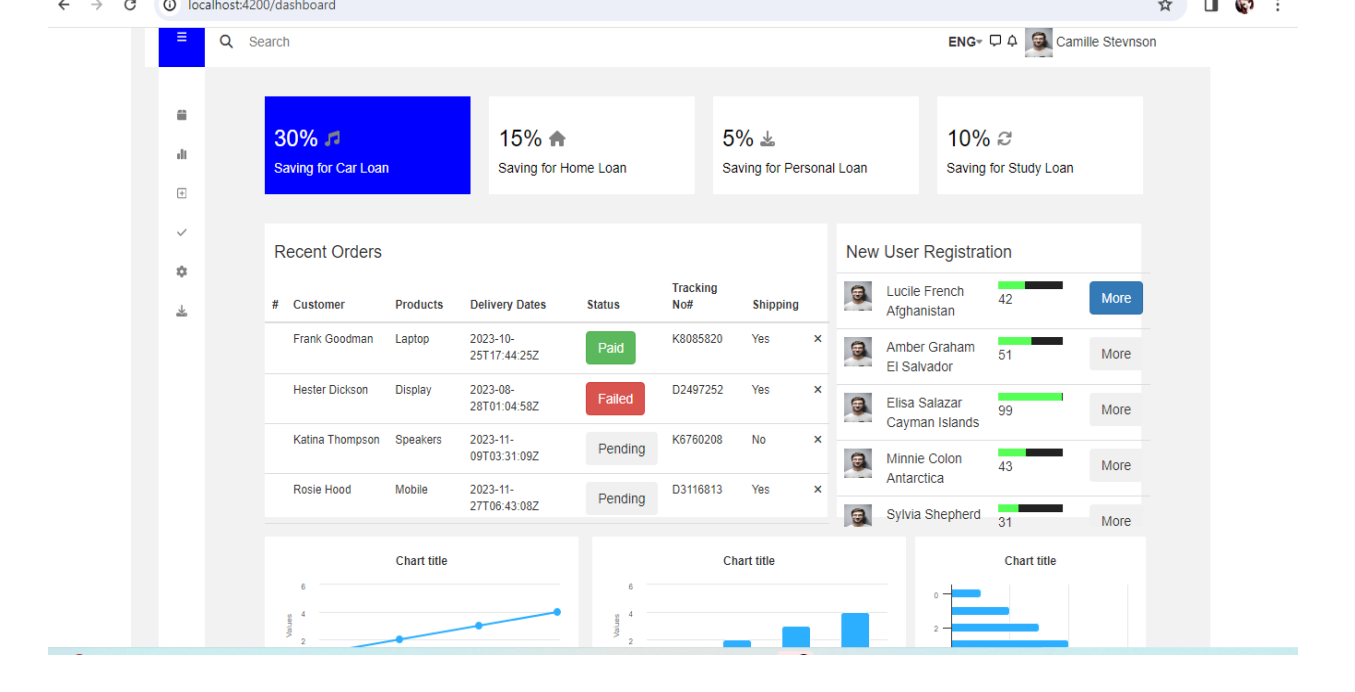 localhost:4200/dashboard
Search
ENG
Camille Stevnson
30%
Saving for Car Loan
15%
Saving for Home Loan
5%
Saving for Personal Loan
10%
Saving for Study Loan
Recent Orders
# Customer Products Delivery Dates Status Tracking No# Shipping
Frank Goodman Laptop 2023-10-
25T17:44:25Z Paid K8085820 Yes ×
Hester Dickson Display 2023-08-
28T01:04:58Z Failed D2497252 Yes ×
Katina Thompson Speakers 2023-11-
09T03:31:09Z Pending K6760208 No ×
Rosie Hood Mobile 2023-11-
27T06:43:08Z Pending D3116813 Yes ×
New User Registration
Lucile French 42 More
Afghanistan
Amber Graham 51 More
El Salvador
Elisa Salazar 99 More
Cayman Islands
Minnie Colon 43 More
Antarctica
Sylvia Shepherd 31 More
Chart title
6
4
2
Values
Chart title
6
4
2
Values
Chart title
0
2